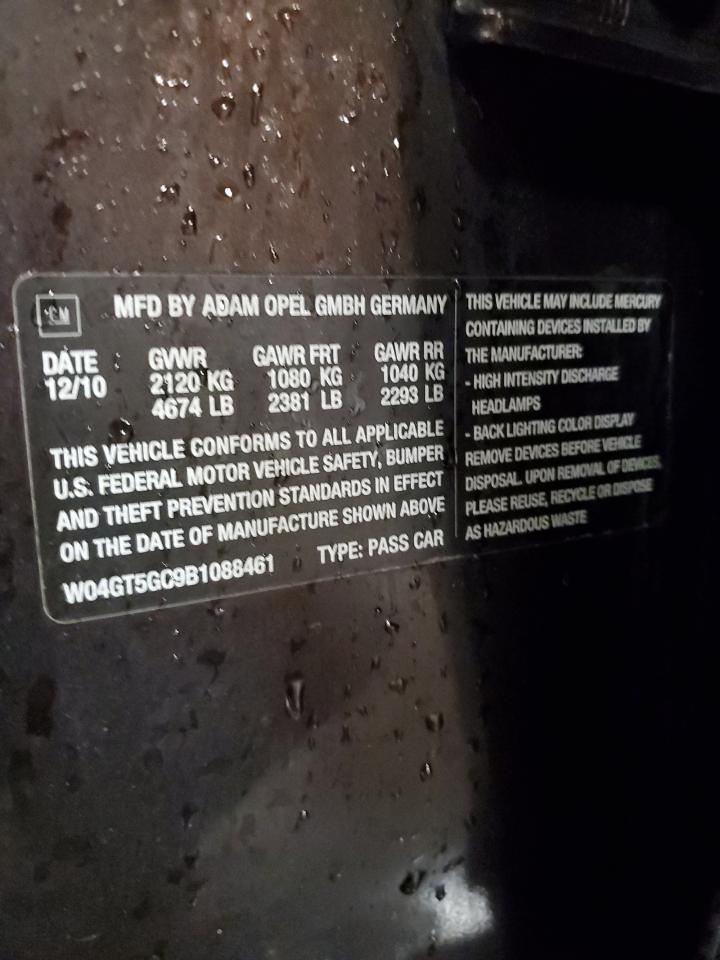 GM
MFD BY ADAM OPEL GMBH GERMANY
DATE : GVWR GAWR FRT GAWR RR
12/10 2120 KG 1080 KG 1040 KG
4674 LB 2381 LB 2293 LB
THIS VEHICLE CONFORMS TO ALL APPLICABLE
U.S. FEDERAL MOTOR VEHICLE SAFETY, BUMPER
AND THEFT PREVENTION STANDARDS IN EFFECT
ON THE DATE OF MANUFACTURE SHOWN ABOVE
W04GT5GC9B1088461 TYPE: PASS CAR
THIS VEHICLE MAY INCLUDE MERCURY
CONTAINING DEVICES INSTALLED BY
THE MANUFACTURER:
- HIGH INTENSITY DISCHARGE
HEADLAMPS
- BACK LIGHTING COLOR DISPLAY
REMOVE DEVICES BEFORE VEHICLE
DISPOSAL. UPON REMOVAL OF DEVICES,
PLEASE REUSE, RECYCLE OR DISPOSE
AS HAZARDOUS WASTE